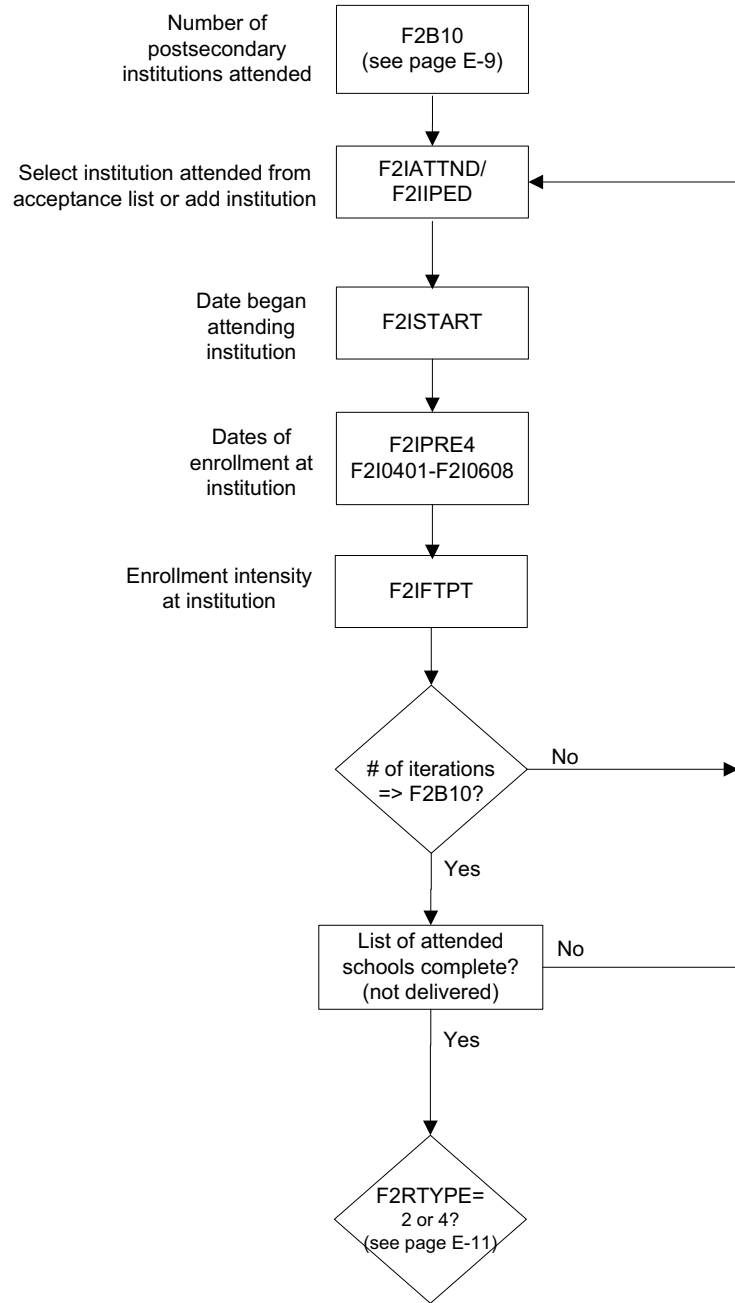 Number of
postsecondary
institutions attended
F2B10
(see page E-9)
Select institution attended from
acceptance list or add institution
F2IATTND/
F2IIPED
Date began
attending
institution
F2ISTART
Dates of
enrollment at
institution
F2IPRE4
F2I0401-F2I0608
Enrollment intensity
at institution
F2IFTPT
# of iterations
=> F2B10?
No
Yes
List of attended
schools complete?
(not delivered)
No
Yes
F2RTYPE=
2 or 4?
(see page E-11)